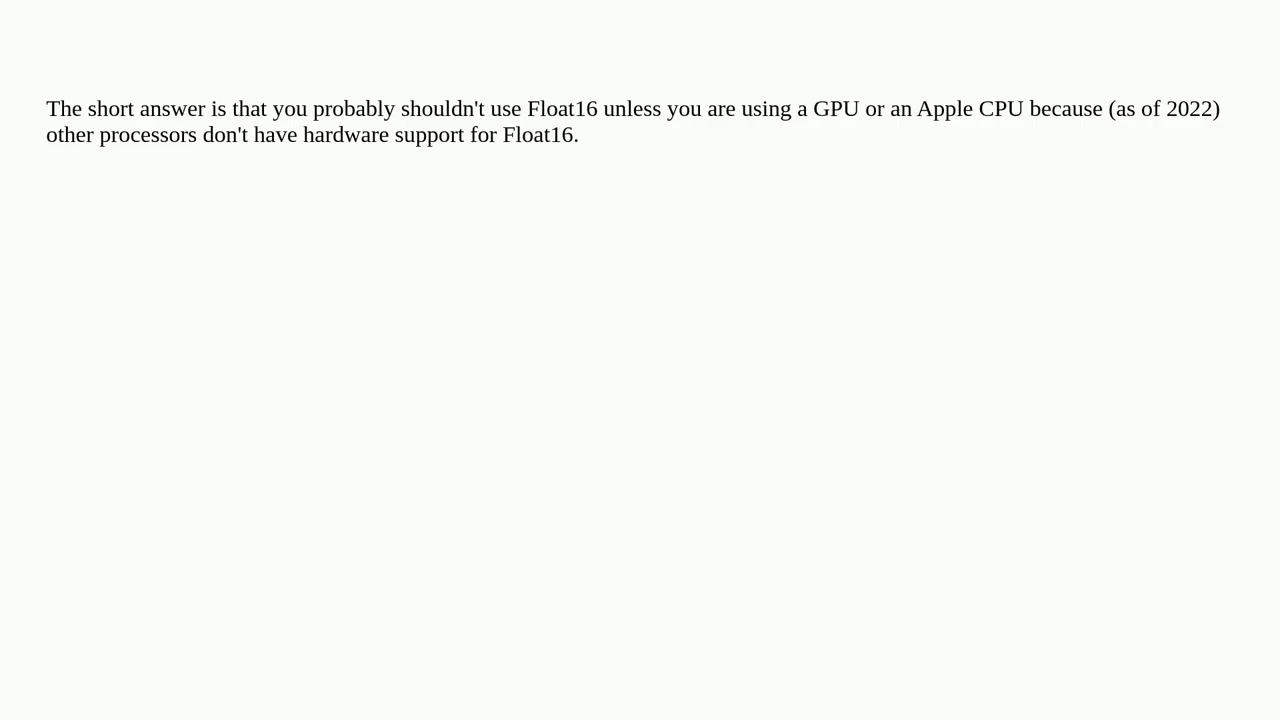 The short answer is that you probably shouldn't use Float16 unless you are using a GPU or an Apple CPU because (as of 2022)
other processors don't have hardware support for Float16.